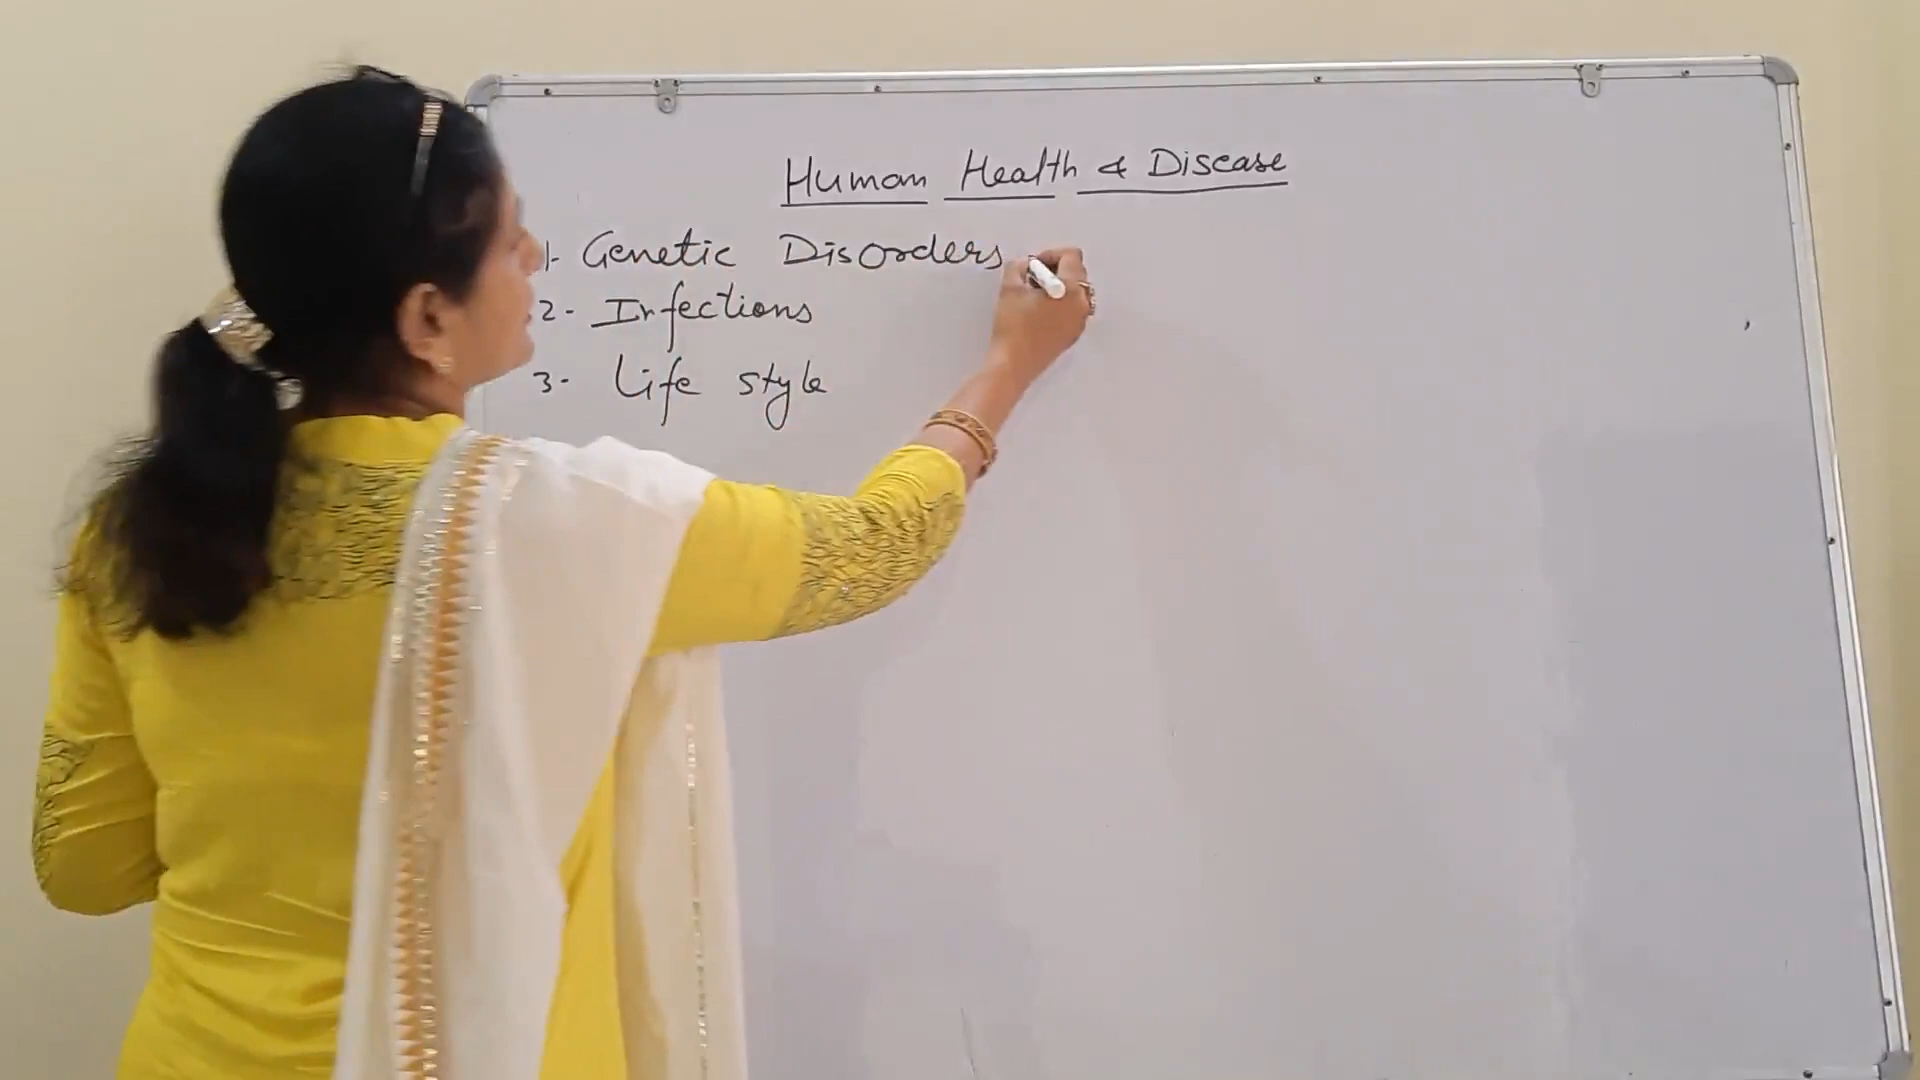 Human Health & Disease
1. Genetic Disorders
2- Infections
3- Life style